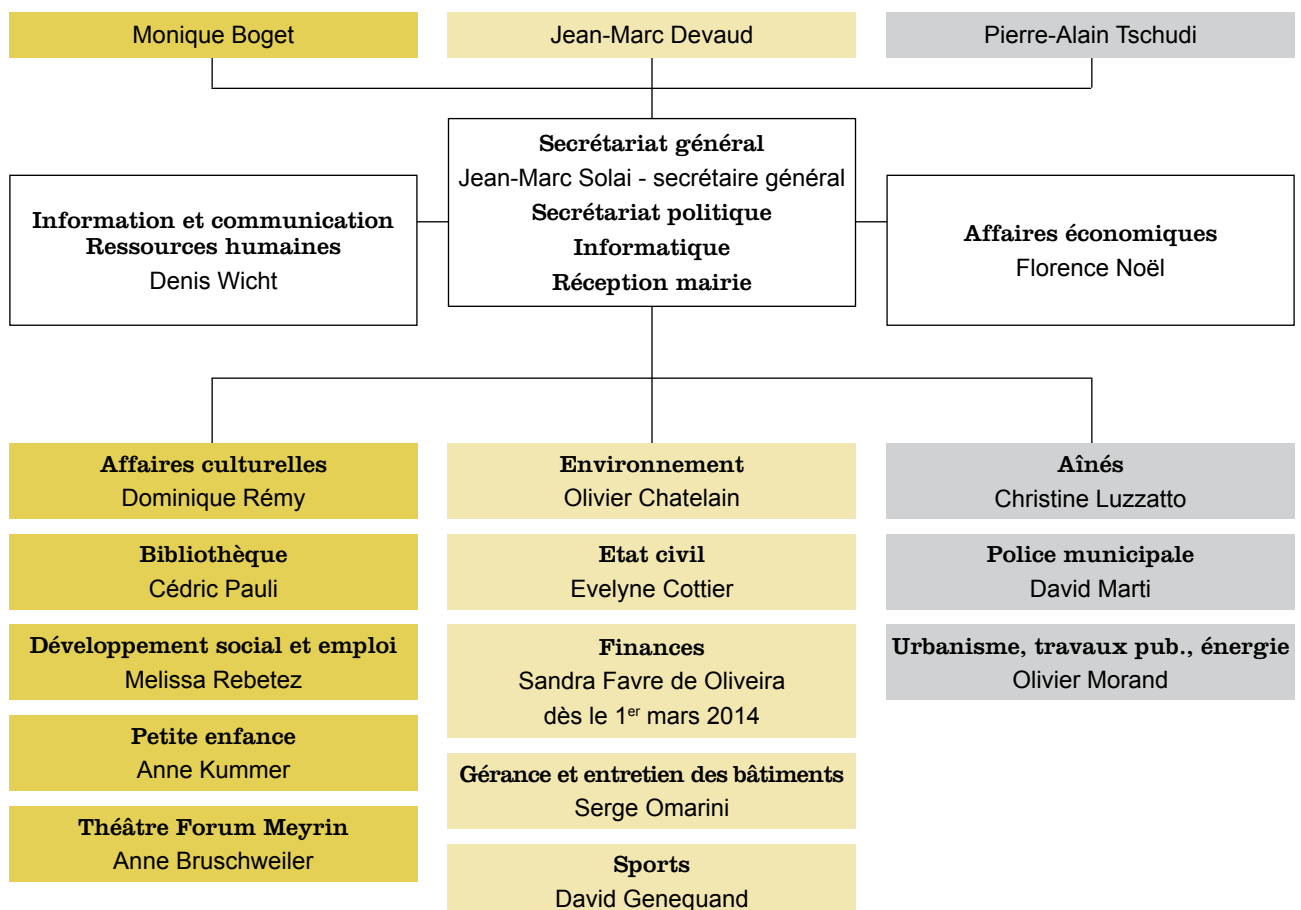 Monique Boget
Jean-Marc Devaud
Pierre-Alain Tschudi
Secrétariat général
Jean-Marc Solai - secrétaire général
Secrétariat politique
Informatique
Réception mairie
Information et communication
Ressources humaines
Denis Wicht
Affaires économiques
Florence Noël
Affaires culturelles
Dominique Rémy
Bibliothèque
Cédric Pauli
Développement social et emploi
Melissa Rebetez
Petite enfance
Anne Kummer
Théâtre Forum Meyrin
Anne Bruschweiler
Environnement
Olivier Chatelain
Etat civil
Evelyne Cottier
Finances
Sandra Favre de Oliveira
dès le 1er mars 2014
Gérance et entretien des bâtiments
Serge Omarini
Sports
David Genequand
Aînés
Christine Luzzatto
Police municipale
David Marti
Urbanisme, travaux pub., énergie
Olivier Morand